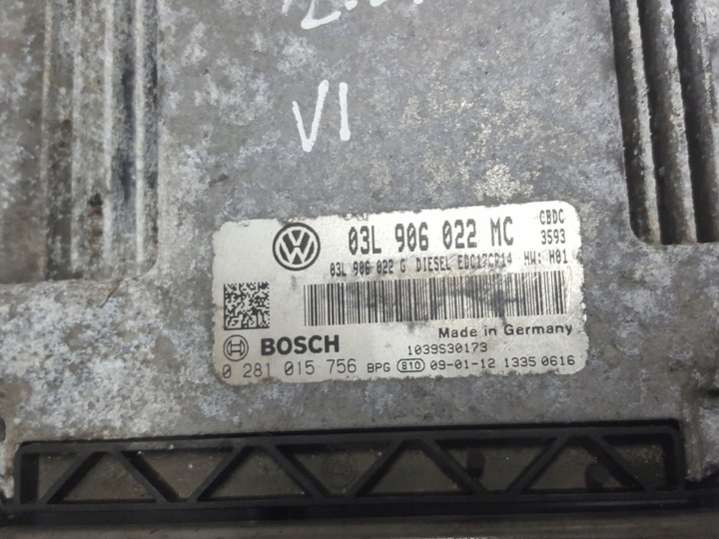 VI
03L 906 022 MC CBDC
3593
03L 906 022 G DIESEL EDC17CP14 HW: H01
Made in Germany
BOSCH 1039S30173
0 281 015 756 BPG 810 09-01-12 1335 0616